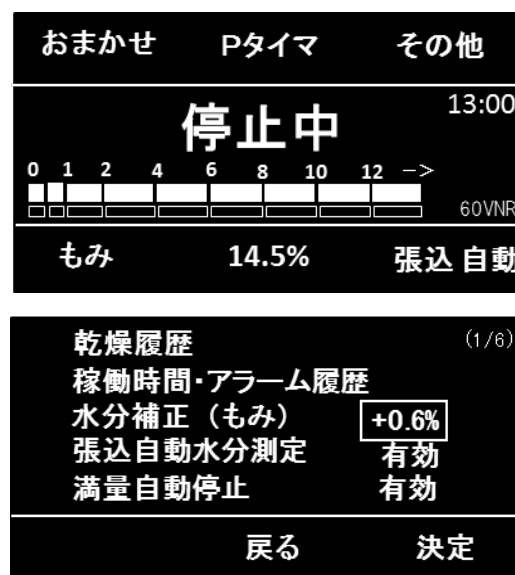 おまかせ Pタイマ その他
停止中 13:00
0 1 2 4 6 8 10 12 ->
60VNR
もみ 14.5% 張込 自動
乾燥履歴 (1/6)
稼働時間・アラーム履歴
水分補正（もみ） +0.6%
張込自動水分測定 有効
満量自動停止 有効
戻る 決定